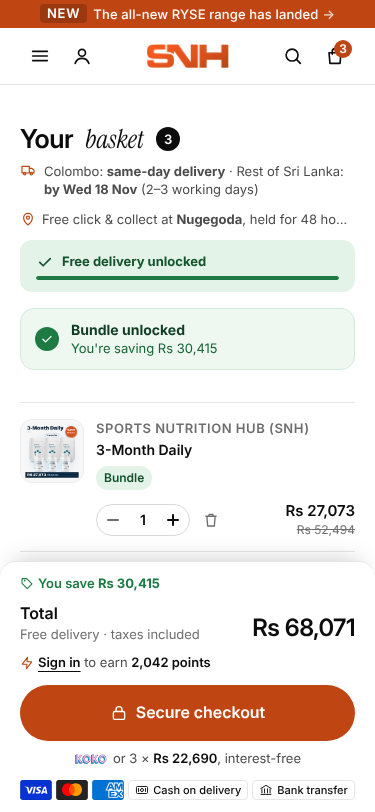 NEW The all-new RYSE range has landed →
SNH
3
Your basket 3
Colombo: same-day delivery · Rest of Sri Lanka:
by Wed 18 Nov (2–3 working days)
Free click & collect at Nugegoda, held for 48 ho...
Free delivery unlocked
Bundle unlocked
You're saving Rs 30,415
SPORTS NUTRITION HUB (SNH)
3-Month Daily
3-Month Daily
Bundle
RS 27,073
− 1 +
Rs 27,073
Rs 52,494
You save Rs 30,415
Total
Free delivery · taxes included
Rs 68,071
Sign in to earn 2,042 points
Secure checkout
KOKO or 3 × Rs 22,690, interest-free
VISA
AMEX
Cash on delivery
Bank transfer